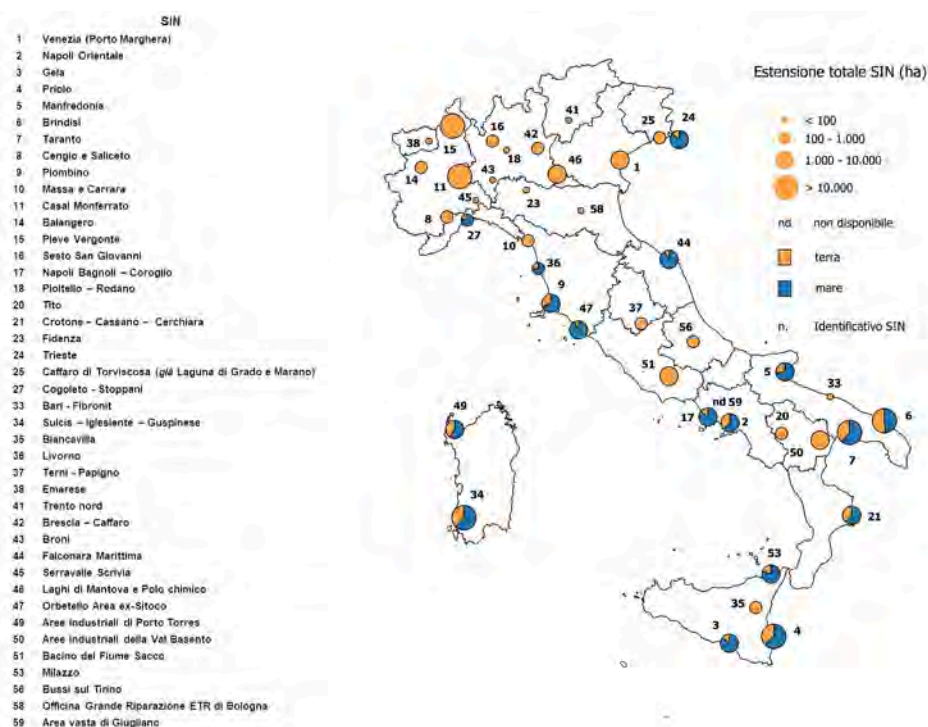 SIN
1 Venezia (Porto Marghera)
2 Napoli Orientale
3 Gela
4 Priolo
5 Manfredonia
6 Brindisi
7 Taranto
8 Cengio e Saliceto
9 Piombino
10 Massa e Carrara
11 Casal Monferrato
14 Balangero
15 Pieve Vergonte
16 Sesto San Giovanni
17 Napoli Bagnoli – Coroglio
18 Pioltello – Rodano
20 Tito
21 Crotone – Cassano – Cerchiara
23 Fidenza
24 Trieste
25 Caffaro di Torviscosa (già Laguna di Grado e Marano)
27 Cogoleto - Stoppani
33 Bari - Fibronit
34 Sulcis – Iglesiente – Guspinese
35 Biancavilla
36 Livorno
37 Terni - Papigno
38 Emarese
41 Trento nord
42 Brescia – Caffaro
43 Broni
44 Falconara Marittima
45 Serravalle Scrivia
46 Laghi di Mantova e Polo chimico
47 Orbetello Area ex-Sitoco
49 Aree Industriali di Porto Torres
50 Aree Industriali della Val Basento
51 Bacino del Fiume Sacco
53 Milazzo
56 Bussi sul Tirino
58 Officina Grande Riparazione ETR di Bologna
59 Area vasta di Giugliano
Estensione totale SIN (ha)
< 100
100 - 1.000
1.000 - 10.000
> 10.000
nd non disponibile
terra
mare
n. Identificativo SIN
41
25 24
38 15 16 42
18
14 11 43 46 1
45 23
58
8 27
10
36 44
9
47 37
56
51
5
33
nd 59
17 2 20 6
50 7
49
34
21
53
35
3 4